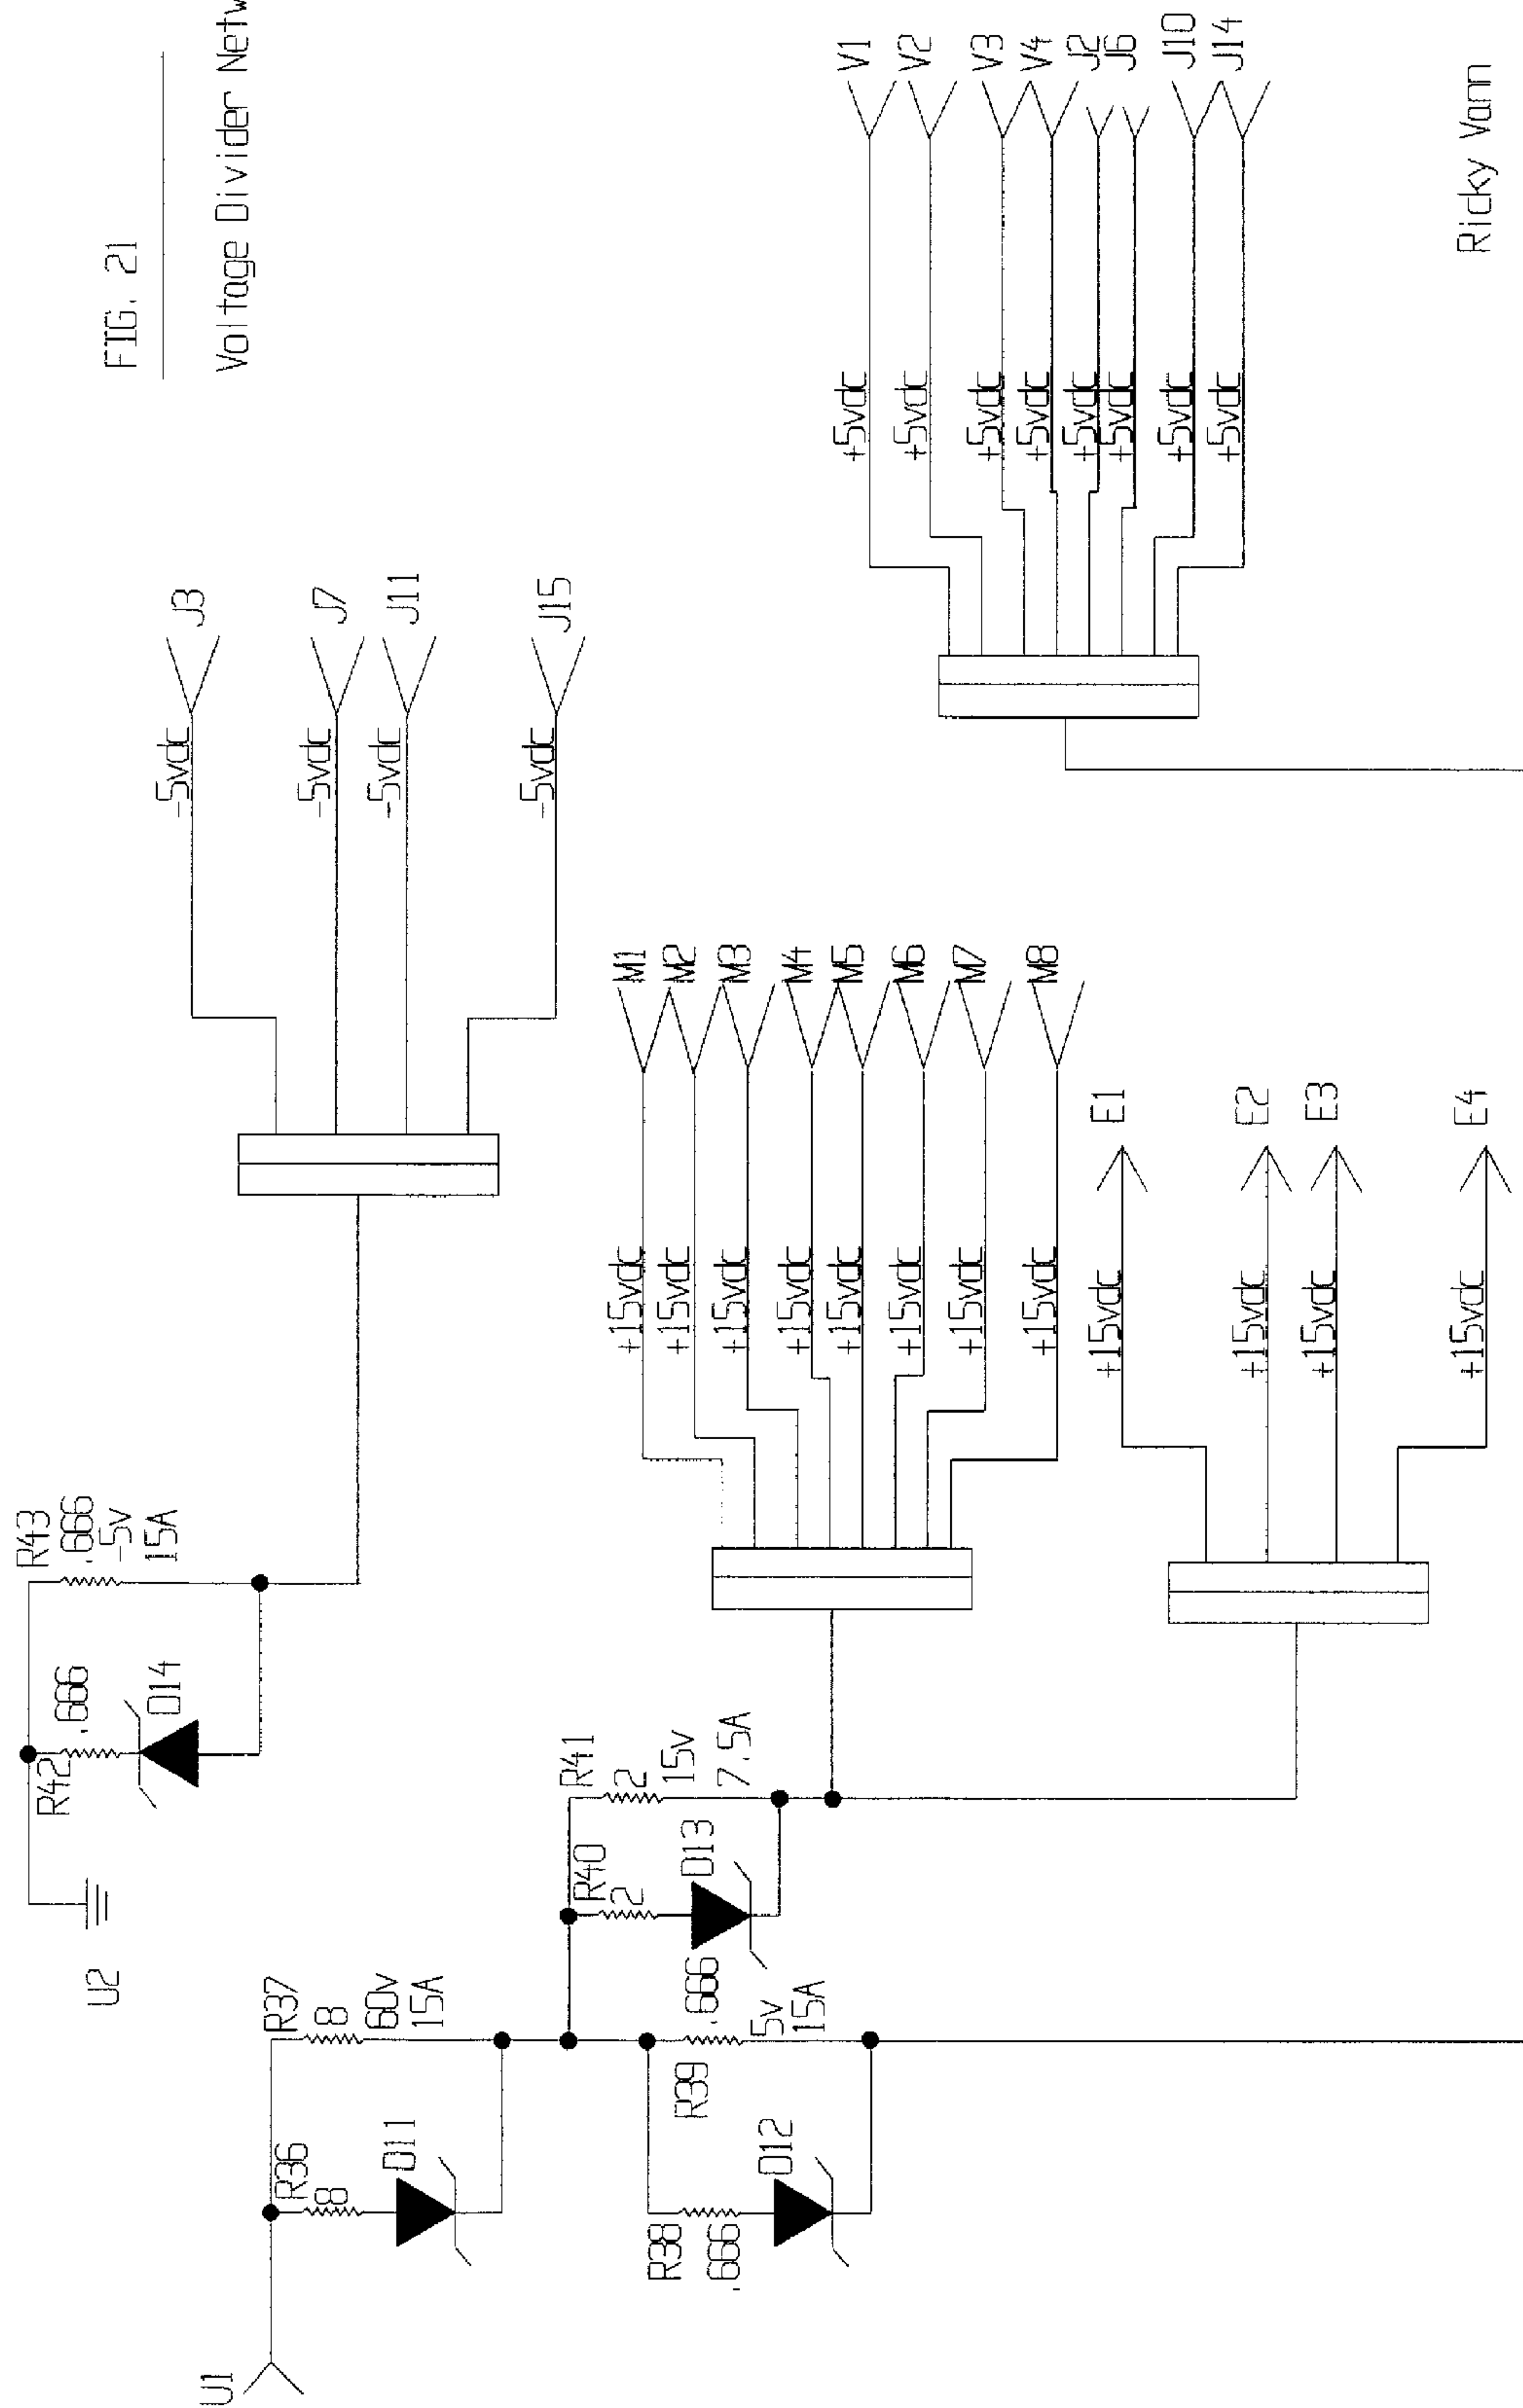 FIG. 21
Voltage Divider Netw
U2
R42
.666
D14
R43
.666
-5v
15A
-5vdc
J3
-5vdc
J7
-5vdc
J11
-5vdc
J15
U1
R36
8
D11
R37
8
60v
15A
R38
.666
D12
R39
.666
5v
15A
R40
2
D13
R41
2
15v
7.5A
+15vdc
M1
+15vdc
M2
+15vdc
M3
+15vdc
M4
+15vdc
M5
+15vdc
M6
+15vdc
M7
+15vdc
M8
+15vdc
E1
+15vdc
E2
+15vdc
E3
+15vdc
E4
+5vdc
V1
+5vdc
V2
+5vdc
V3
+5vdc
V4
+5vdc
J2
+5vdc
J6
+5vdc
J10
+5vdc
J14
Ricky Vann